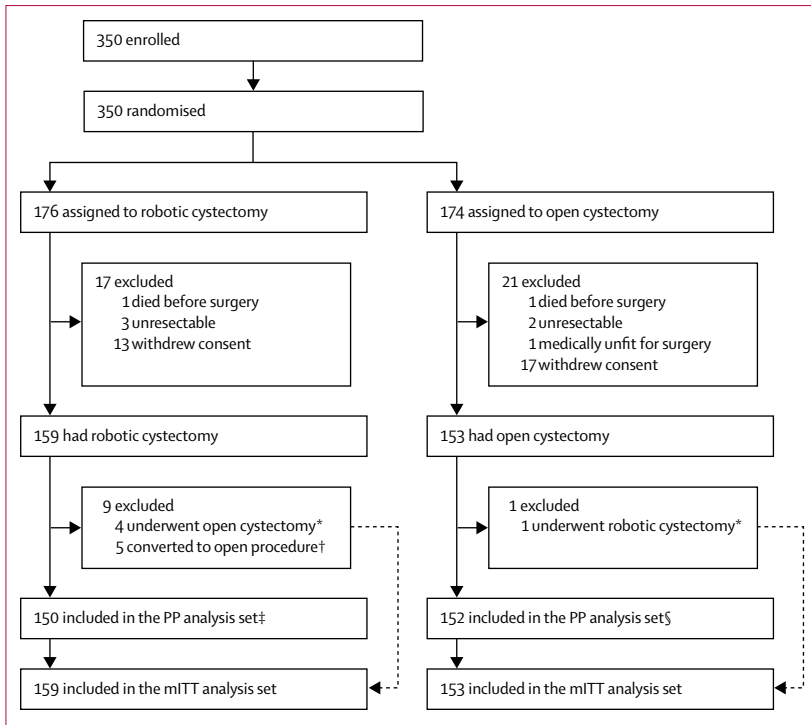 350 enrolled
350 randomised
176 assigned to robotic cystectomy
174 assigned to open cystectomy
17 excluded
1 died before surgery
3 unresectable
13 withdrew consent
21 excluded
1 died before surgery
2 unresectable
1 medically unfit for surgery
17 withdrew consent
159 had robotic cystectomy
153 had open cystectomy
9 excluded
4 underwent open cystectomy*
5 converted to open procedure†
1 excluded
1 underwent robotic cystectomy*
150 included in the PP analysis set‡
152 included in the PP analysis set§
159 included in the mITT analysis set
153 included in the mITT analysis set